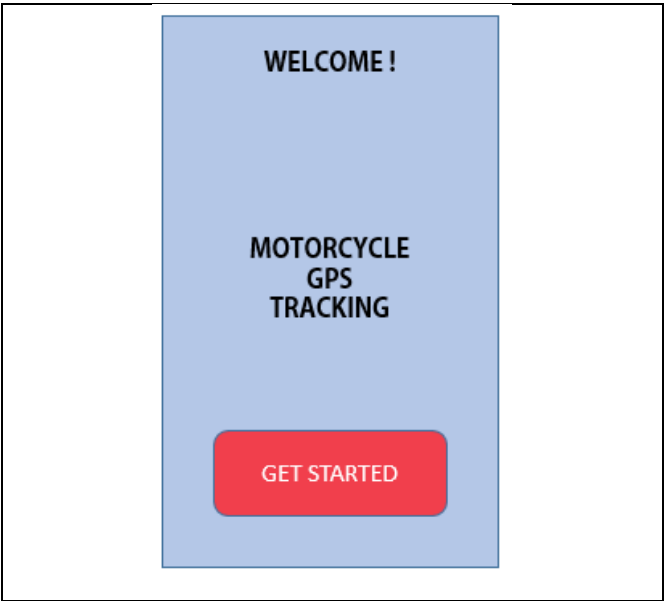 WELCOME !
MOTORCYCLE
GPS
TRACKING
GET STARTED